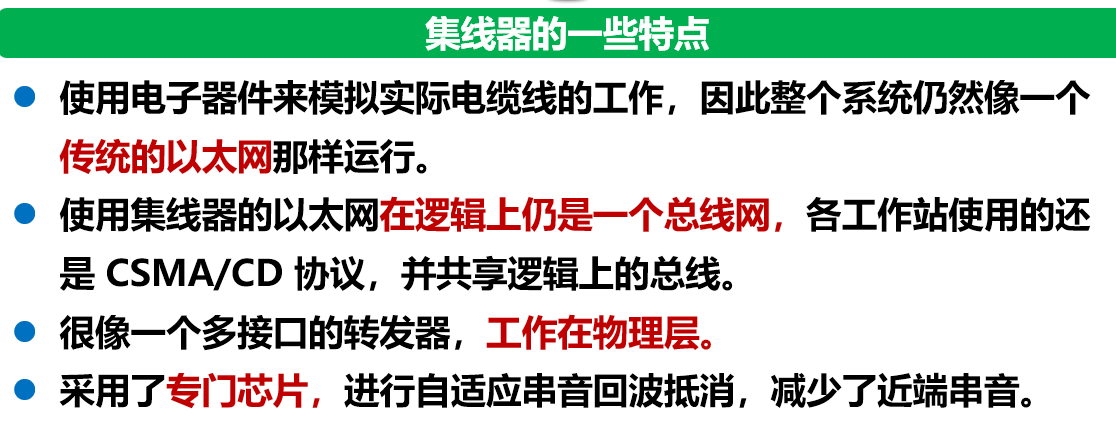 集线器的一些特点
使用电子器件来模拟实际电缆线的工作，因此整个系统仍然像一个
传统的以太网那样运行。
使用集线器的以太网在逻辑上仍是一个总线网，各工作站使用的还
是 CSMA/CD 协议，并共享逻辑上的总线。
很像一个多接口的转发器，工作在物理层。
采用了专门芯片，进行自适应串音回波抵消，减少了近端串音。